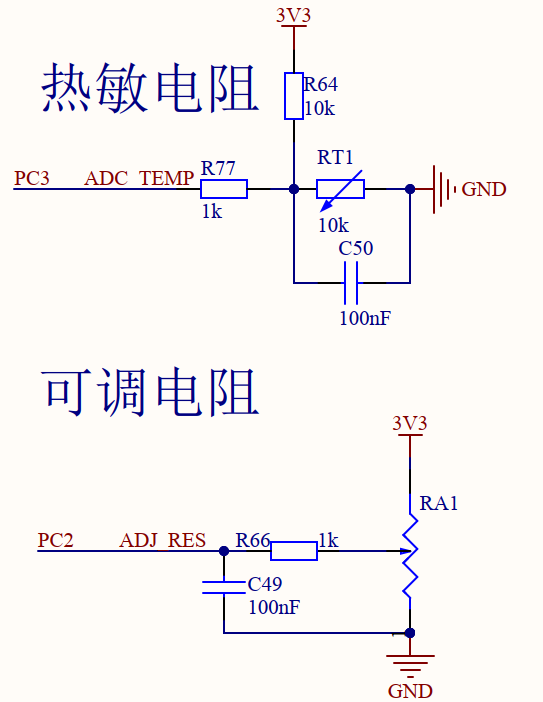 3V3
热敏电阻
R64
10k
RT1
R77
PC3 ADC_TEMP
GND
1k
10k
C50
100nF
可调电阻
3V3
RA1
PC2 ADJ_RES R66 1k
C49
100nF
GND